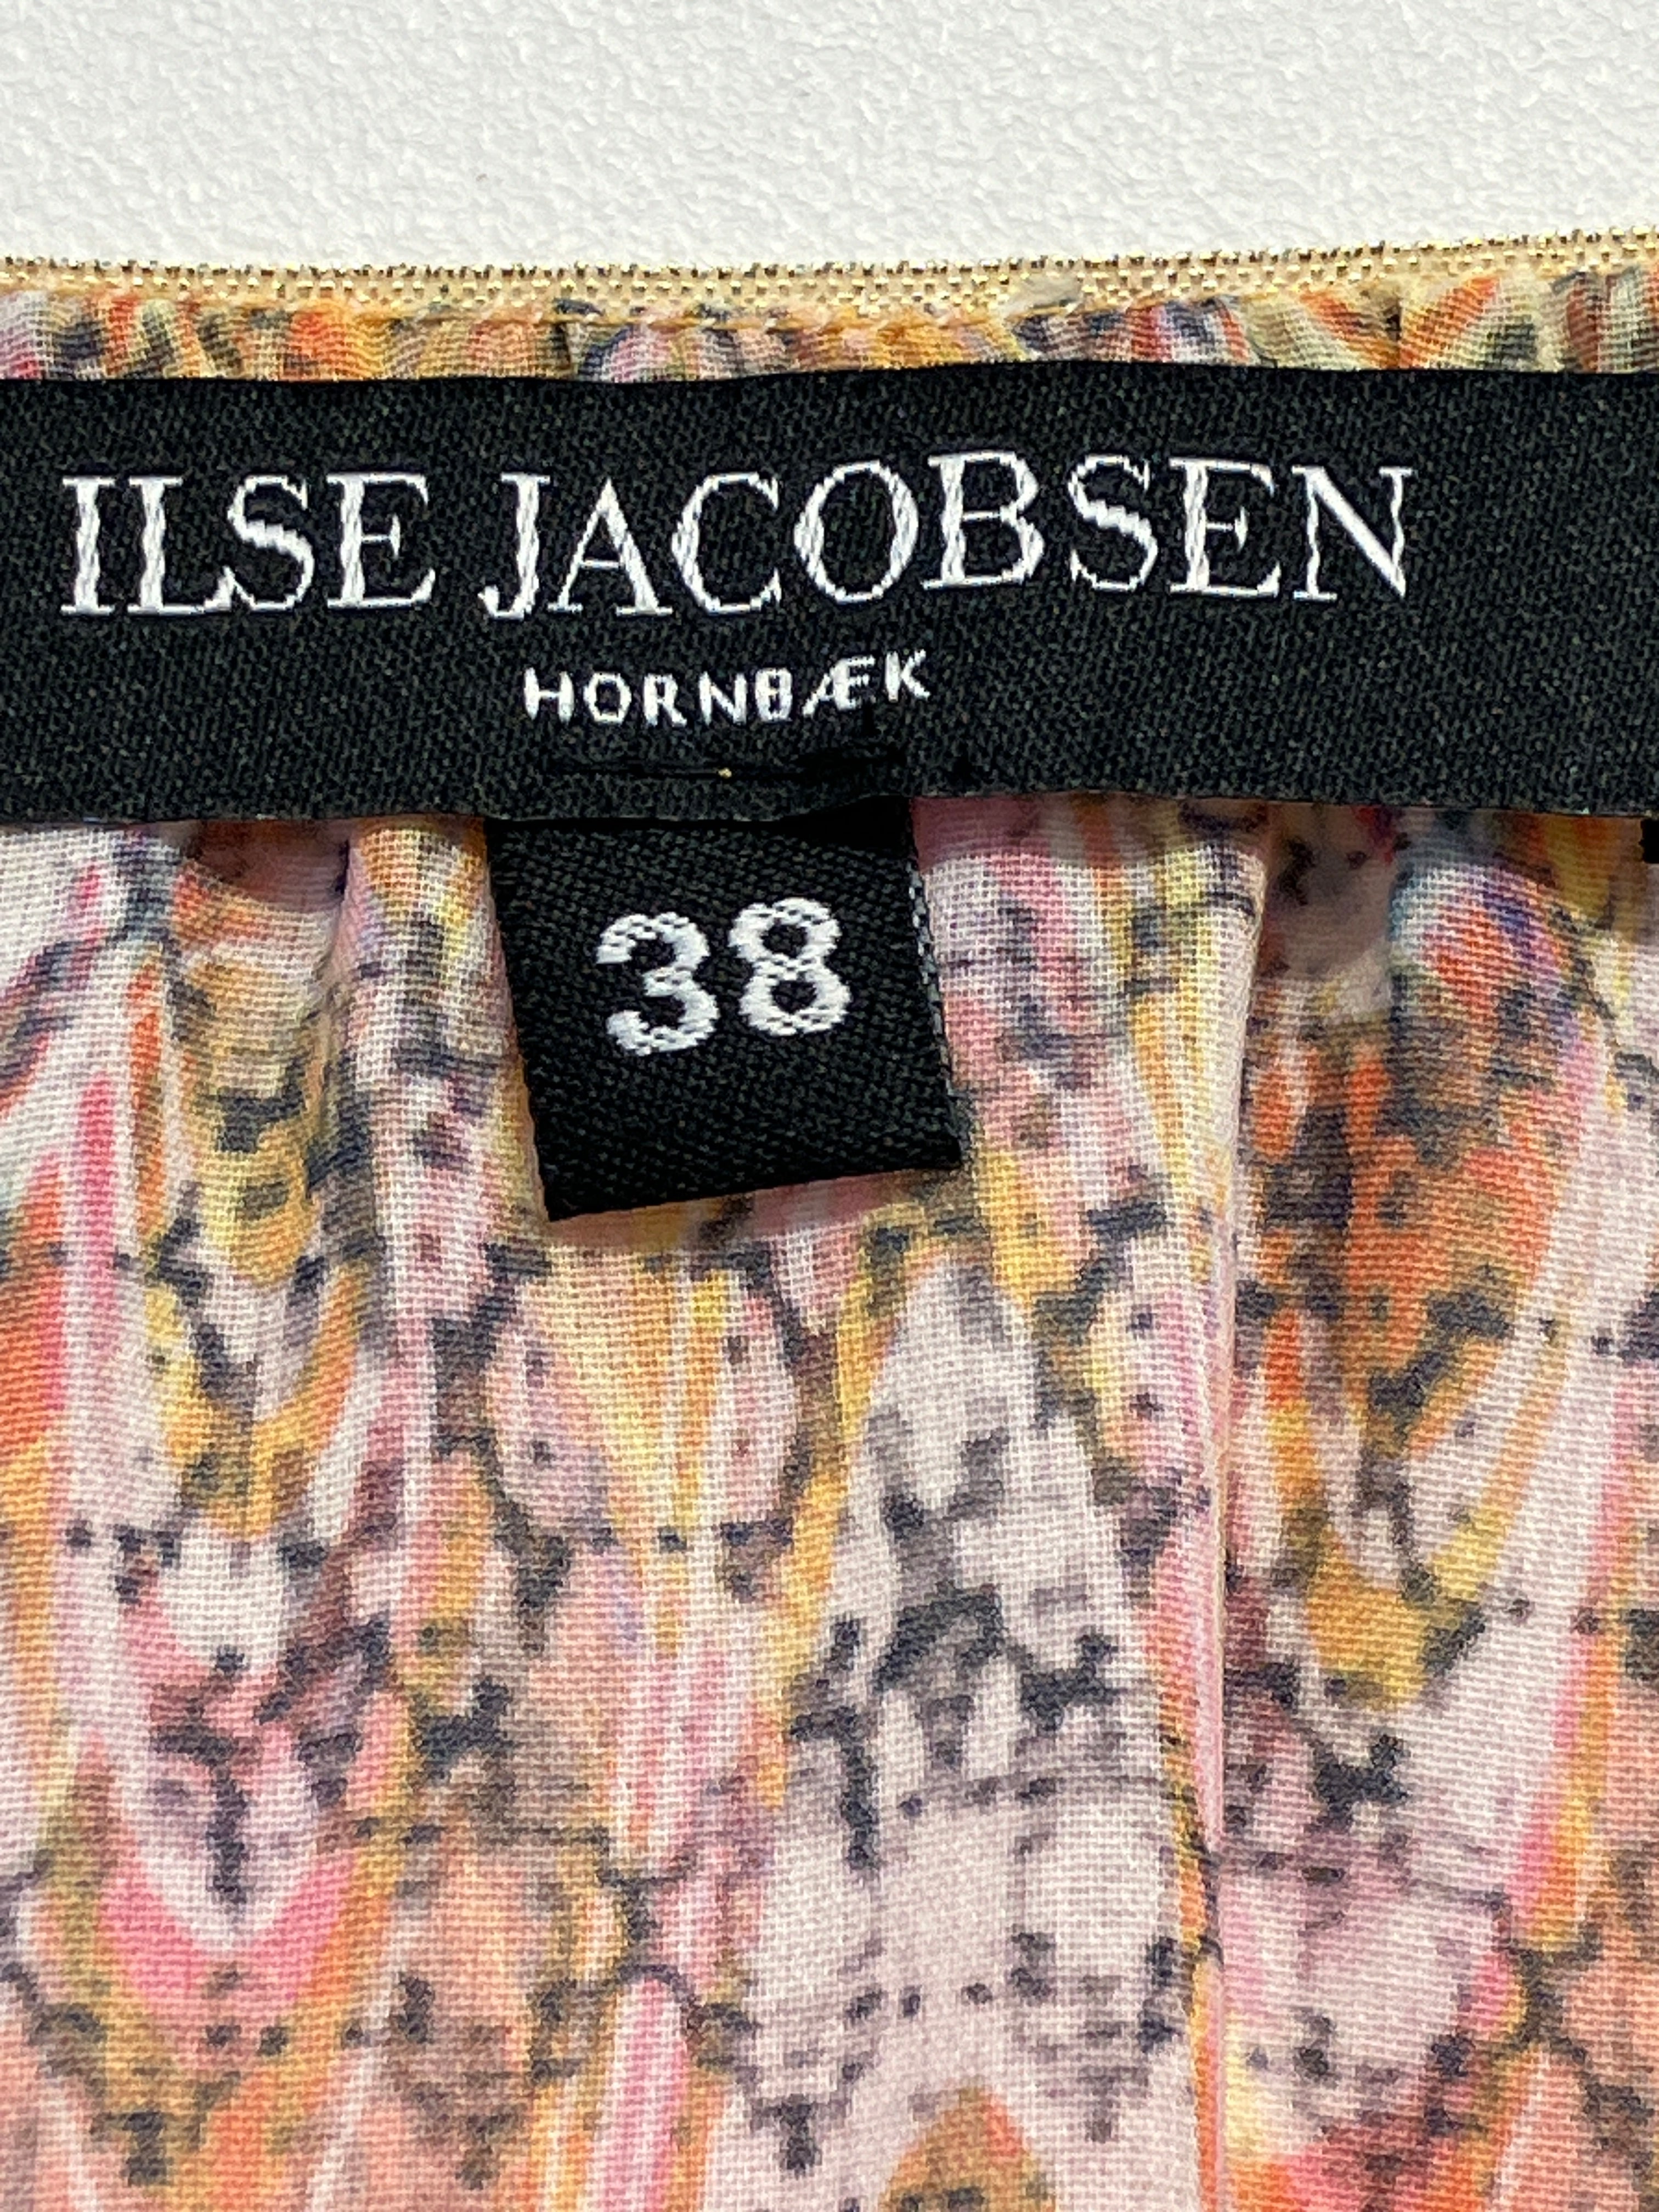 ILSE JACOBSEN
HORNBÆK
38